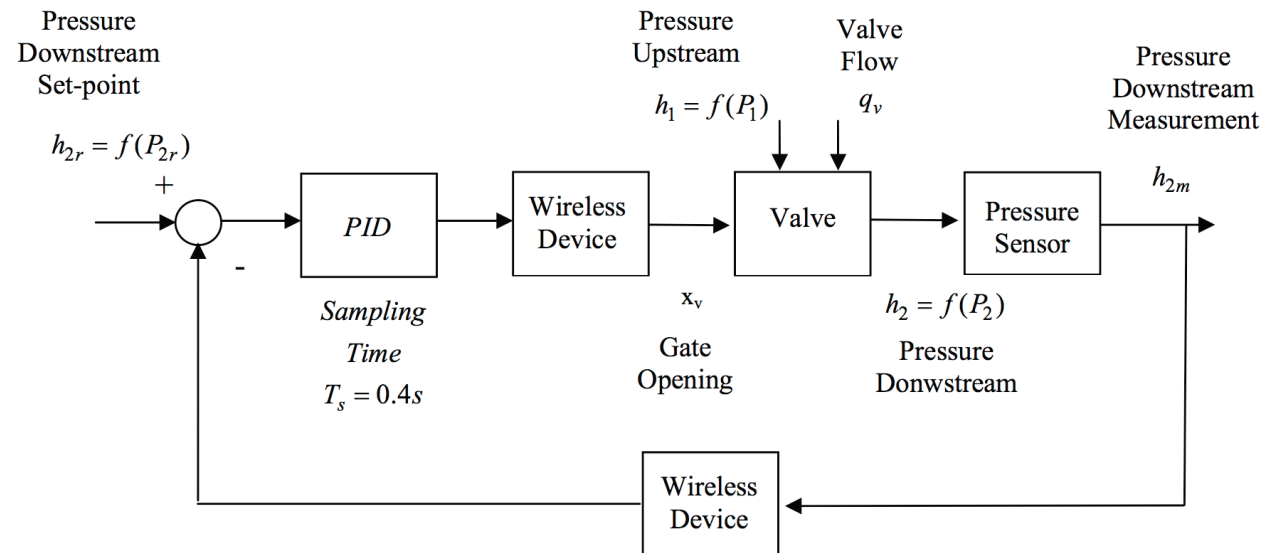 Pressure
Downstream
Set-point
h₂ᵣ = f(P₂ᵣ)
+
-
PID
Sampling
Time
Tₛ = 0.4s
Wireless
Device
xᵥ
Gate
Opening
Pressure
Upstream
h₁ = f(P₁)
Valve
Flow
qᵥ
Valve
h₂ = f(P₂)
Pressure
Donwstream
Pressure
Sensor
Pressure
Downstream
Measurement
h₂ₘ
Wireless
Device